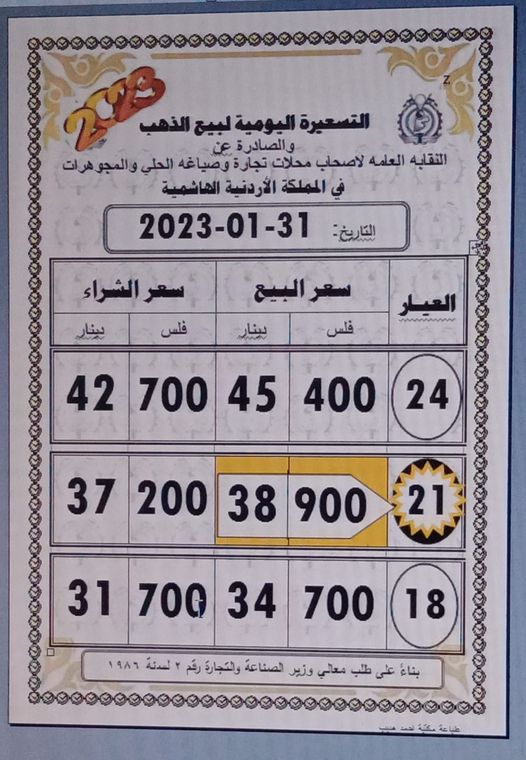 2023
التسعيرة اليومية لبيع الذهب
والصادرة عن
النقابه العامه لاصحاب محلات تجارة وصياغه الحلي والمجوهرات
في المملكة الأردنية الهاشمية
التاريخ: 2023-01-31
العيار سعر البيع سعر الشراء
فلس دينار فلس دينار
24 400 45 700 42
21 900 38 200 37
18 700 34 700 31
بناءً على طلب معالي وزير الصناعة والتجارة رقم ٢ لسنة ١٩٨٦
طباعة مكتبة احمد